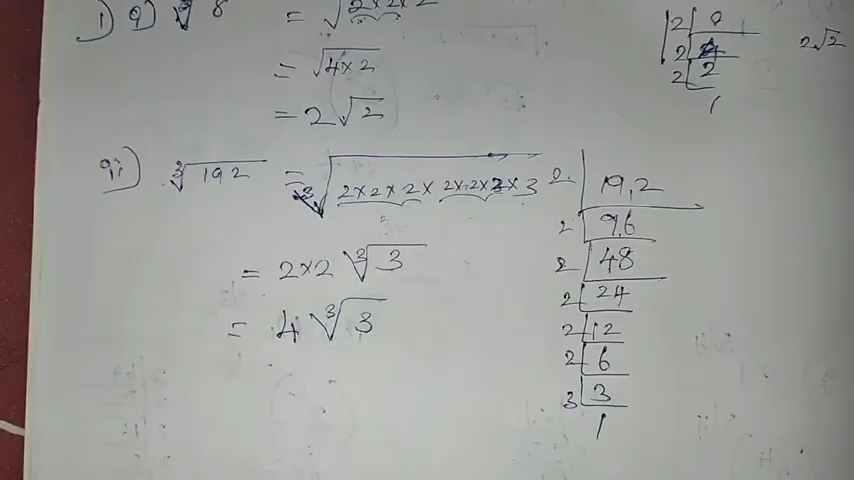 1) i) √8 = √2×2×2
= √4×2
= 2√2
ii) ∛192 = ∛2×2×2×2×2×2×3
= 2×2 ∛3
= 4 ∛3
2 | 192
2 | 96
2 | 48
2 | 24
2 | 12
2 | 6
3 | 3
1
2 | 8
2 | 4
2 | 2
1
2√2